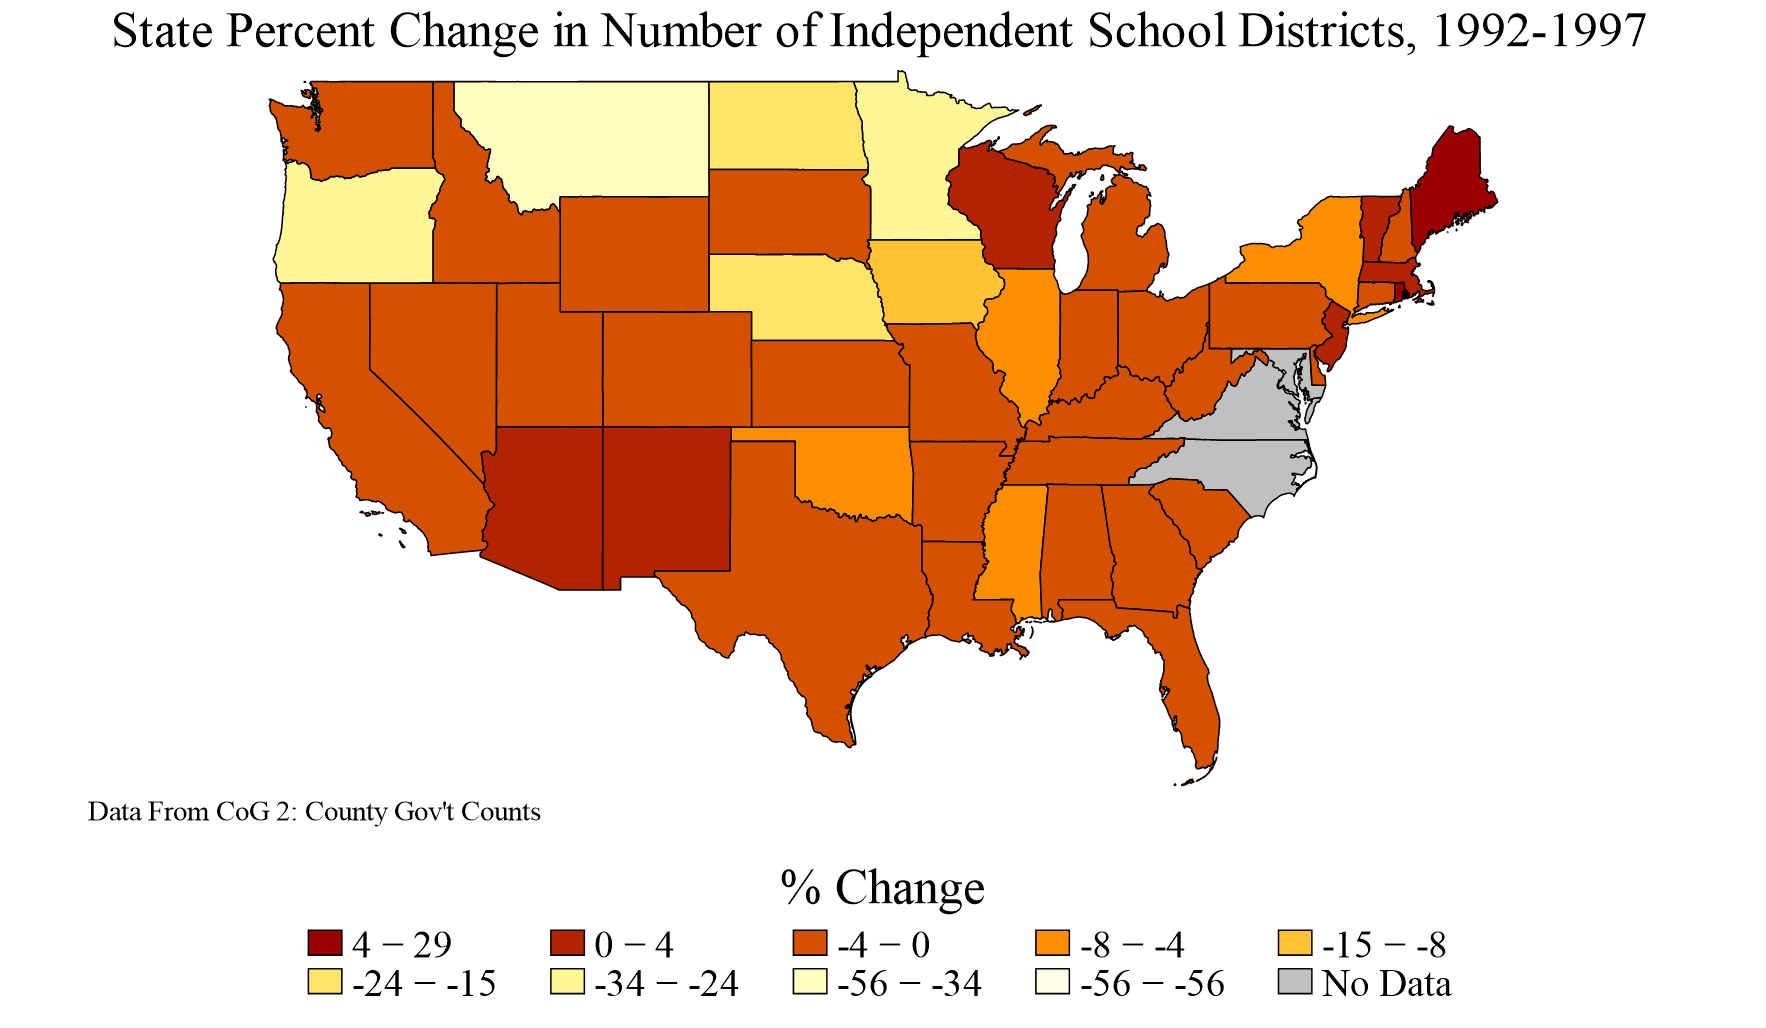 State Percent Change in Number of Independent School Districts, 1992-1997
Data From CoG 2: County Gov't Counts
% Change
4 − 29 0 − 4 -4 − 0 -8 − -4 -15 − -8
-24 − -15 -34 − -24 -56 − -34 -56 − -56 No Data